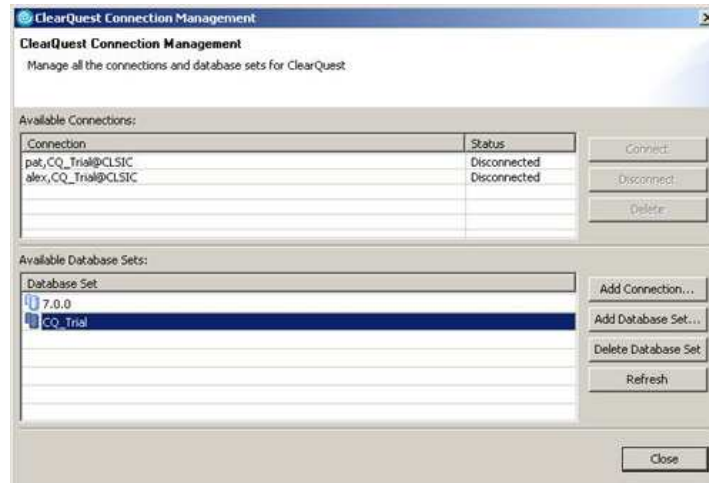 ClearQuest Connection Management
ClearQuest Connection Management
Manage all the connections and database sets for ClearQuest
Available Connections:
Connection Status
pat,CQ_Trial@CLSIC Disconnected
alex,CQ_Trial@CLSIC Disconnected
Connect
Disconnect
Delete
Available Database Sets:
Database Set
7.0.0
CQ_Trial
Add Connection...
Add Database Set...
Delete Database Set
Refresh
Close